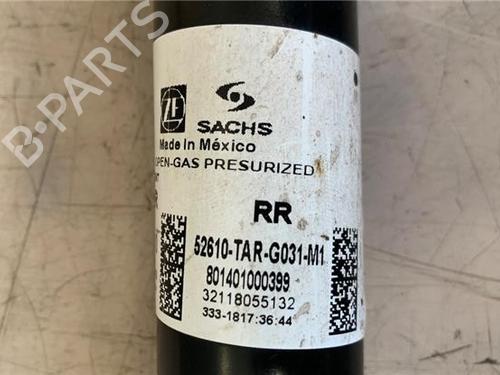 B-PARTS
ZF
SACHS
Made In México
OPEN-GAS PRESURIZED
RR
52610-TAR-G031-M1
801401000399
32118055132
333-1817:36:44